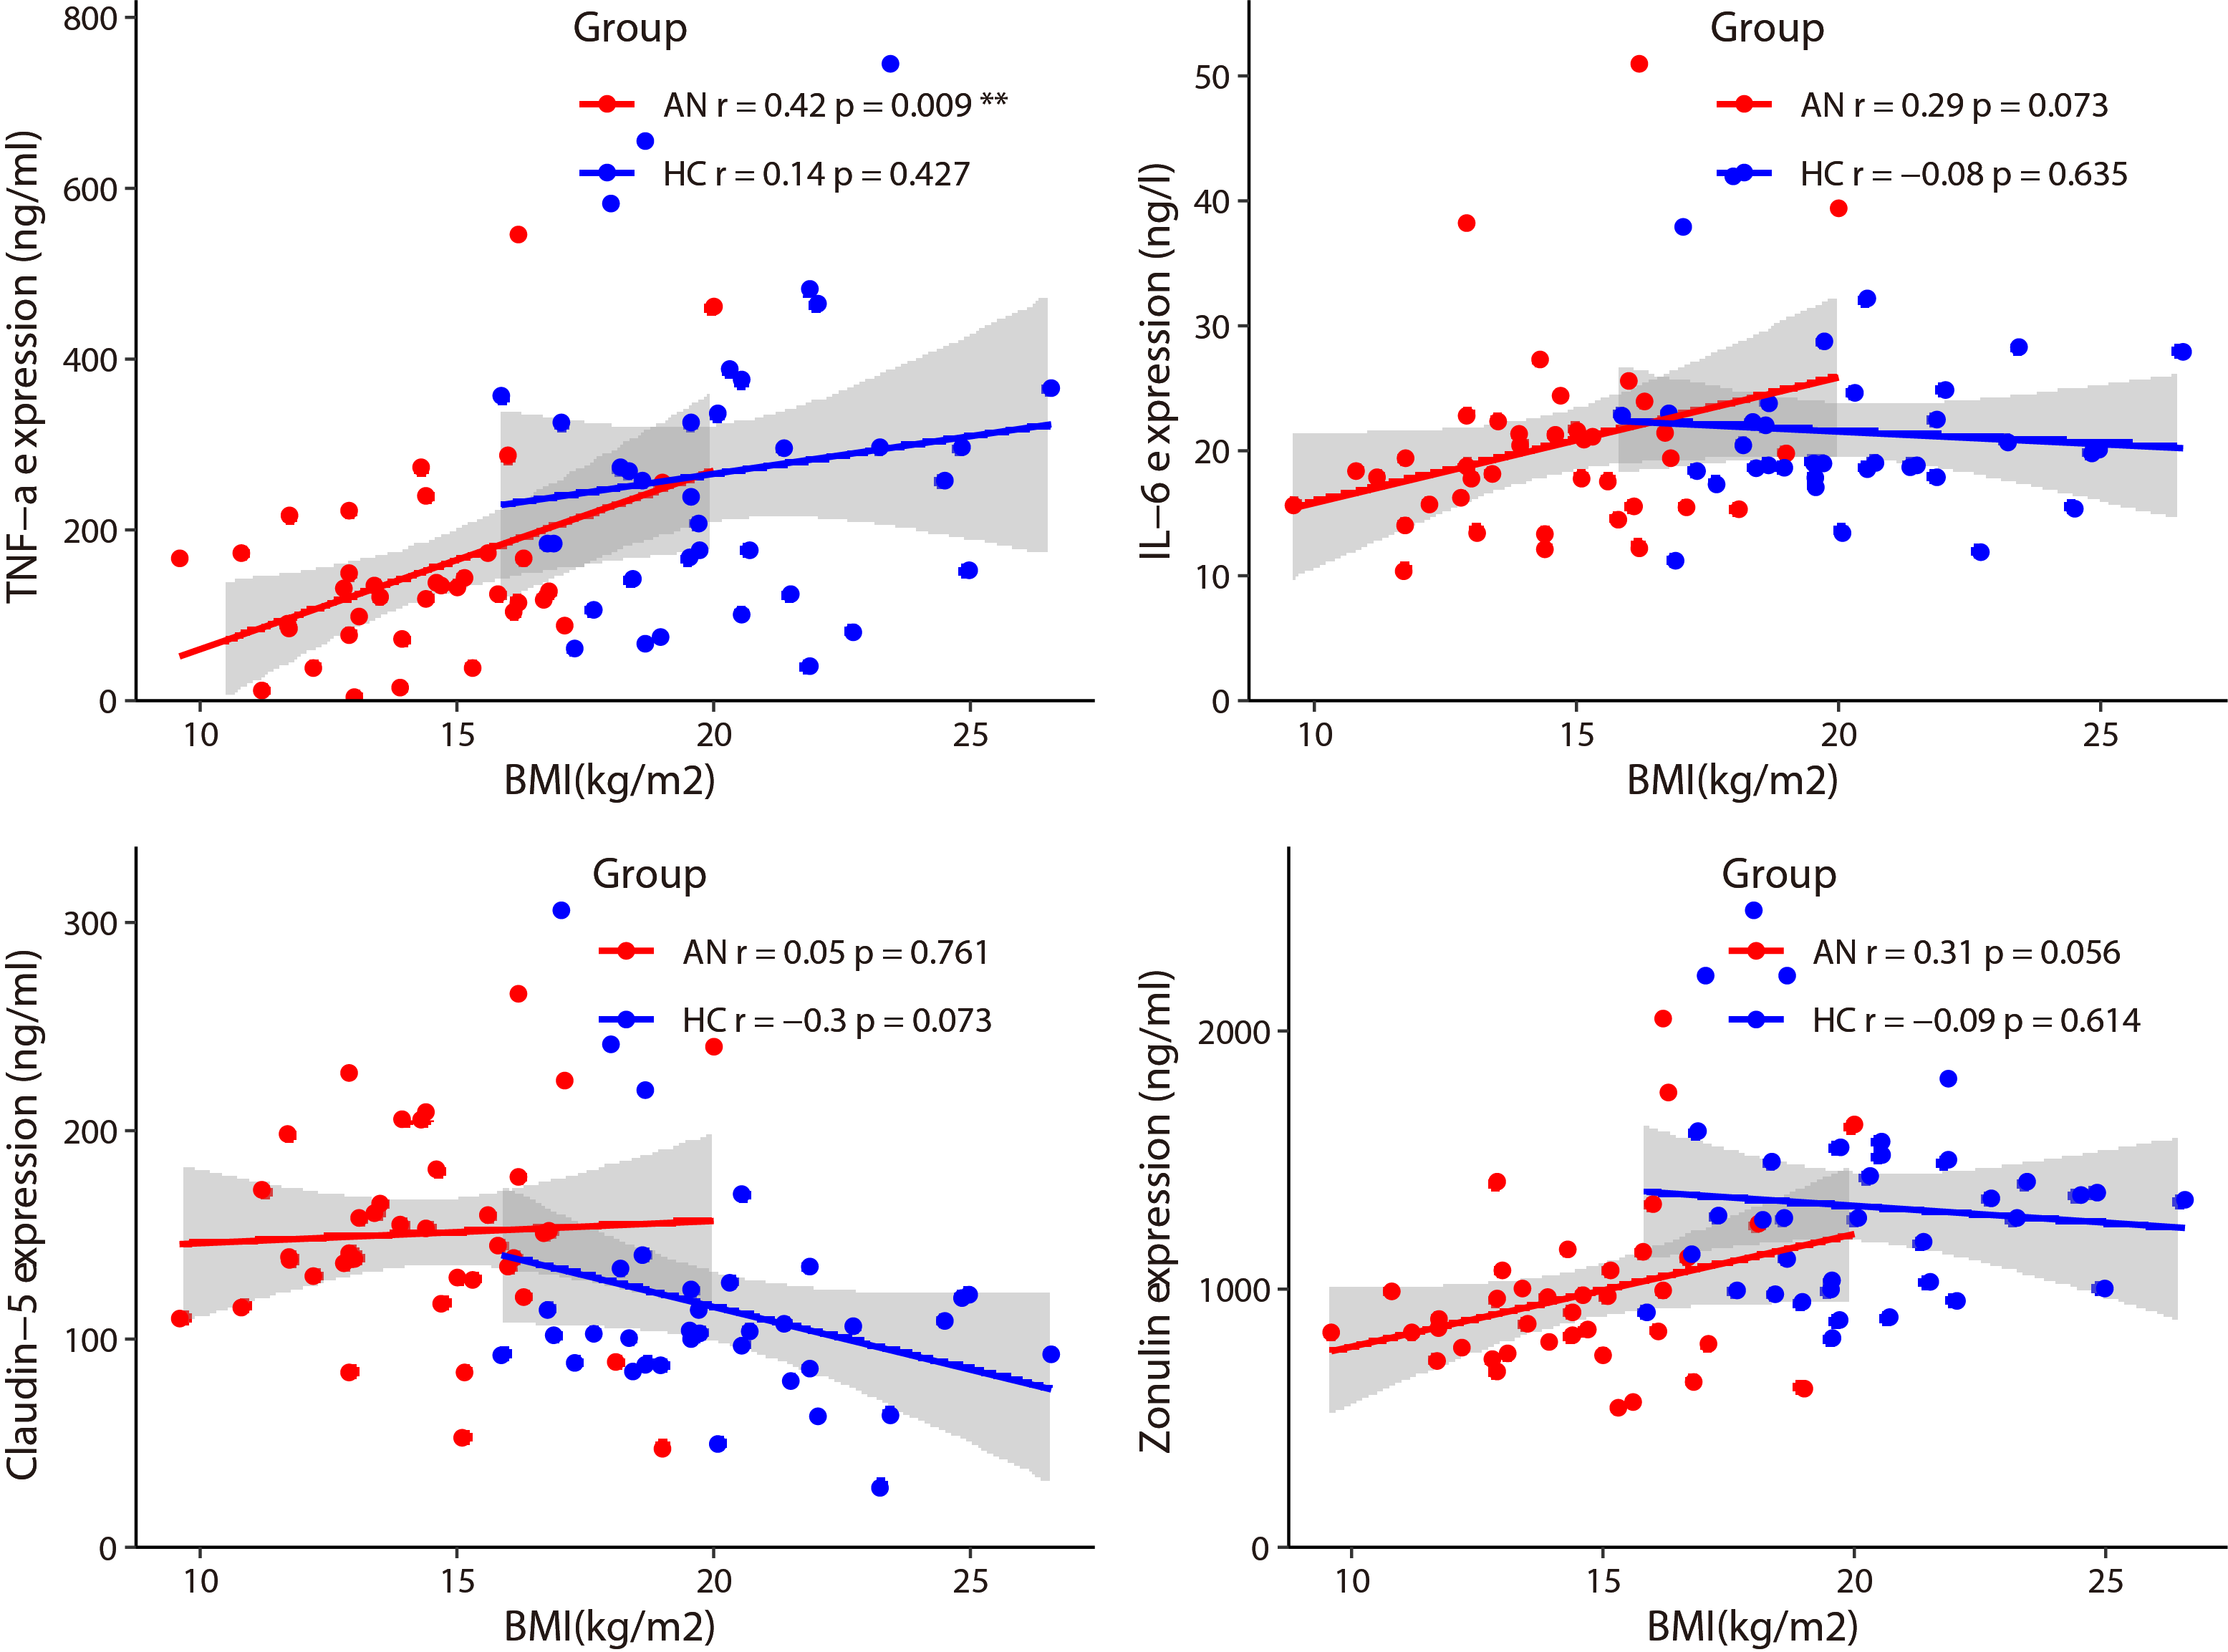 Group
AN r = 0.42 p = 0.009 **
HC r = 0.14 p = 0.427
TNF−a expression (ng/ml)
800
600
400
200
0
10 15 20 25
BMI(kg/m2)
Group
AN r = 0.29 p = 0.073
HC r = −0.08 p = 0.635
IL−6 expression (ng/l)
50
40
30
20
10
0
10 15 20 25
BMI(kg/m2)
Group
AN r = 0.05 p = 0.761
HC r = −0.3 p = 0.073
Claudin−5 expression (ng/ml)
300
200
100
0
10 15 20 25
BMI(kg/m2)
Group
AN r = 0.31 p = 0.056
HC r = −0.09 p = 0.614
Zonulin expression (ng/ml)
2000
1000
0
10 15 20 25
BMI(kg/m2)